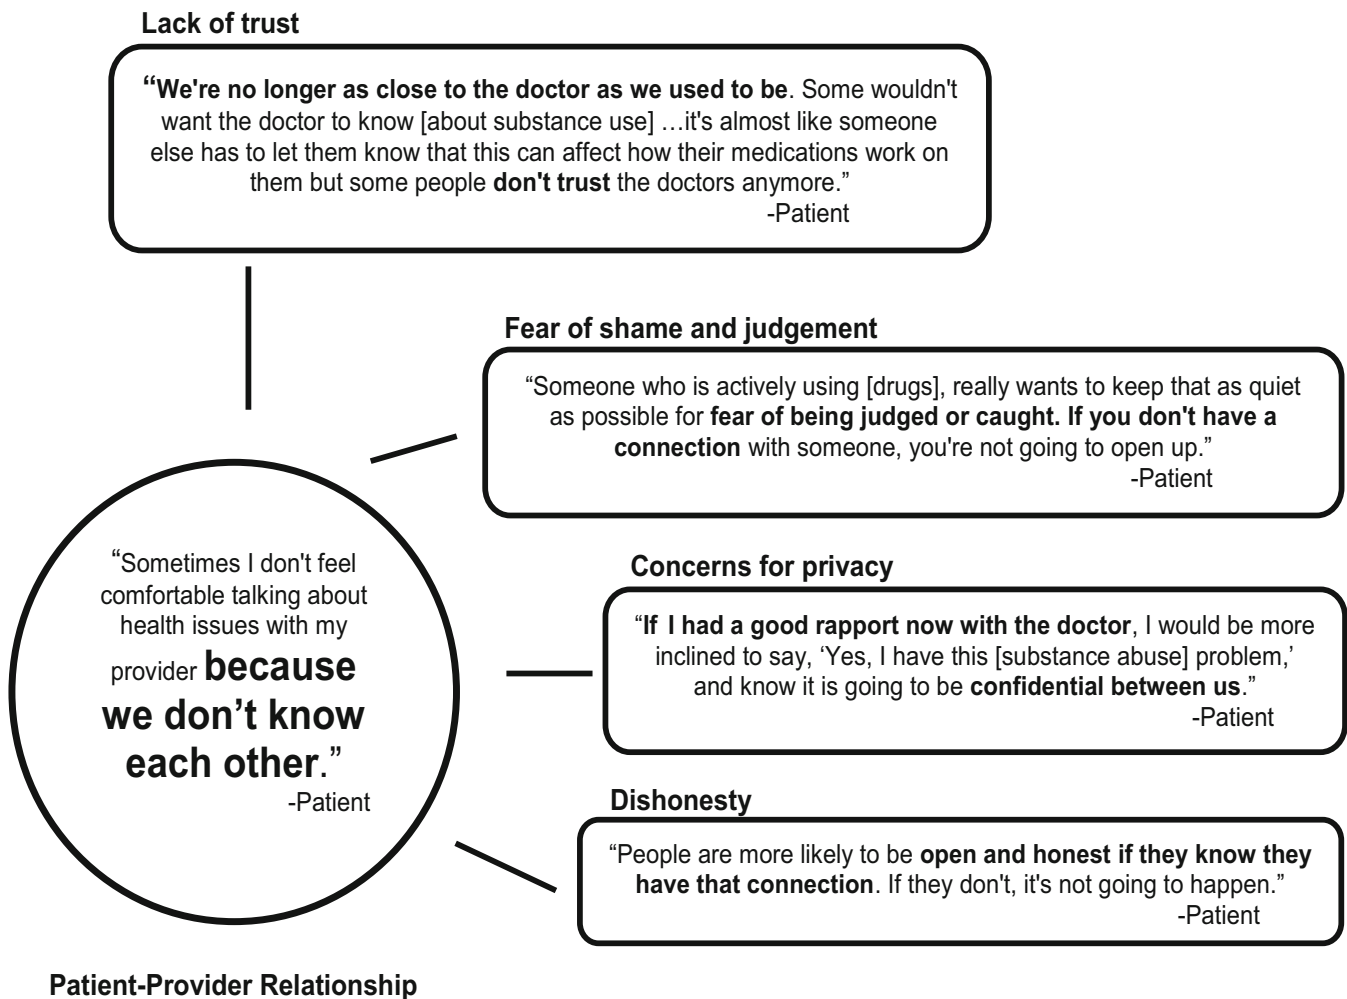 Lack of trust
“We're no longer as close to the doctor as we used to be. Some wouldn't
want the doctor to know [about substance use] …it's almost like someone
else has to let them know that this can affect how their medications work on
them but some people don't trust the doctors anymore.”
-Patient
Fear of shame and judgement
“Someone who is actively using [drugs], really wants to keep that as quiet
as possible for fear of being judged or caught. If you don't have a
connection with someone, you're not going to open up.”
-Patient
“Sometimes I don't feel
comfortable talking about
health issues with my
provider because
we don’t know
each other.”
-Patient
Concerns for privacy
“If I had a good rapport now with the doctor, I would be more
inclined to say, ‘Yes, I have this [substance abuse] problem,’
and know it is going to be confidential between us.”
-Patient
Dishonesty
“People are more likely to be open and honest if they know they
have that connection. If they don't, it's not going to happen.”
-Patient
Patient-Provider Relationship